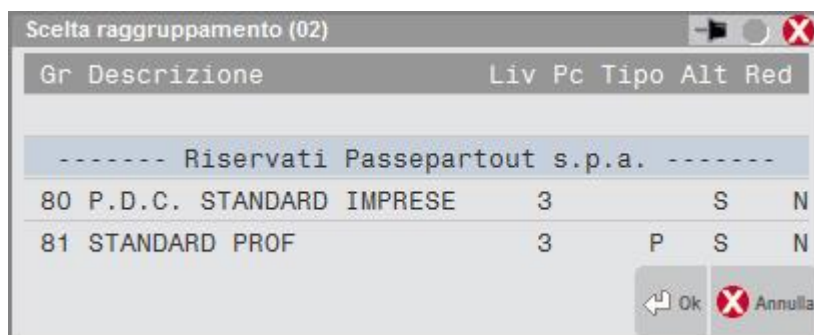 Scelta raggruppamento (02)
Gr Descrizione Liv Pc Tipo Alt Red
------- Riservati Passepartout s.p.a. -------
80 P.D.C. STANDARD IMPRESE 3 S N
81 STANDARD PROF 3 P S N
Ok Annulla